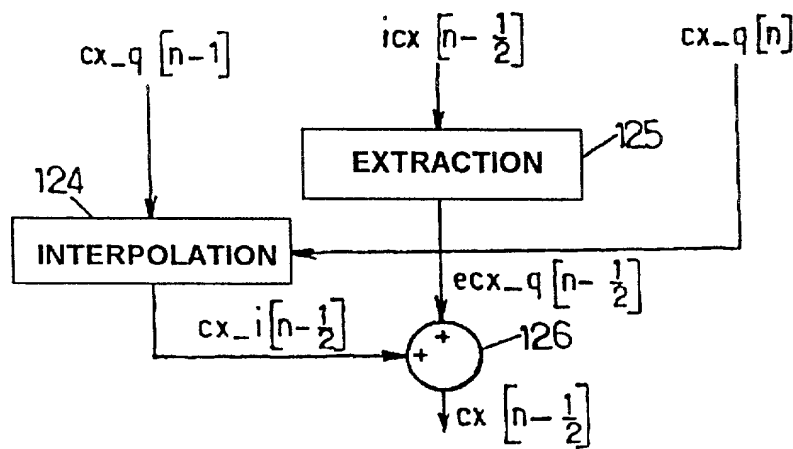 cx_q [n-1]
icx [n- 1/2]
cx_q [n]
EXTRACTION
125
124
INTERPOLATION
ecx_q [n- 1/2]
cx_i [n- 1/2]
+
+
126
cx [n- 1/2]